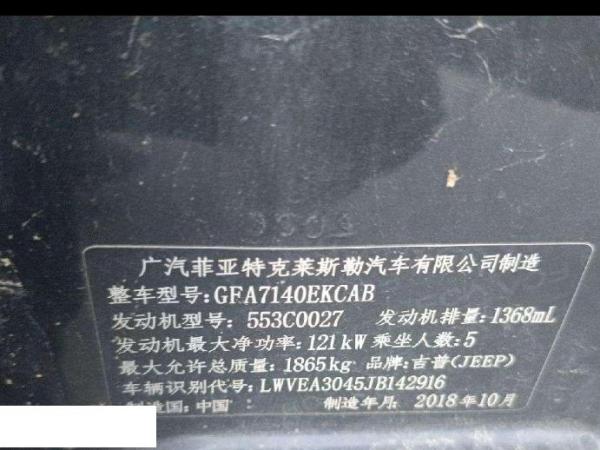 广汽菲亚特克莱斯勒汽车有限公司制造
整车型号:GFA7140EKCAB
发动机型号: 553C0027 发动机排量:1368mL
发动机最大净功率:121kW 乘坐人数:5
最大允许总质量: 1865kg 品牌:吉普(JEEP)
车辆识别代号: LWVEA3045JB142916
制造国:中国 制造年月: 2018年10月